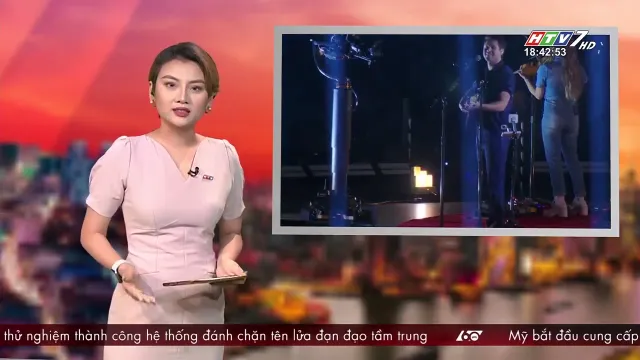 HTV7 HD
18:42:53
thử nghiệm thành công hệ thống đánh chặn tên lửa đạn đạo tầm trung 60 Mỹ bắt đầu cung cấp